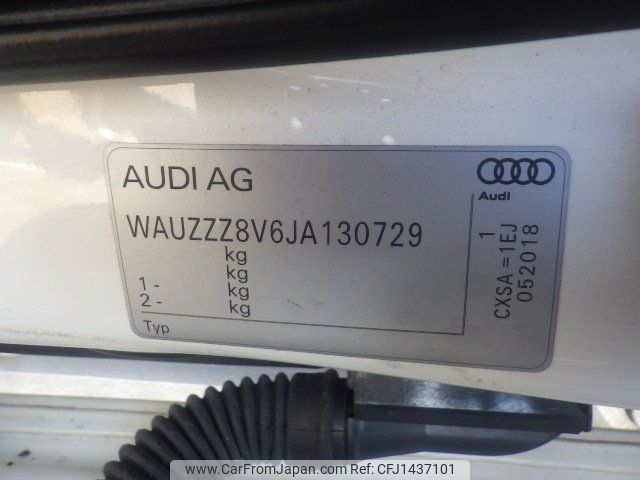 AUDI AG
Audi
WAUZZZ8V6JA130729
kg
kg
1 - kg
2 - kg
Typ
1
CXSA =1EJ
052018
www.CarFromJapan.com Ref: CFJ1437101